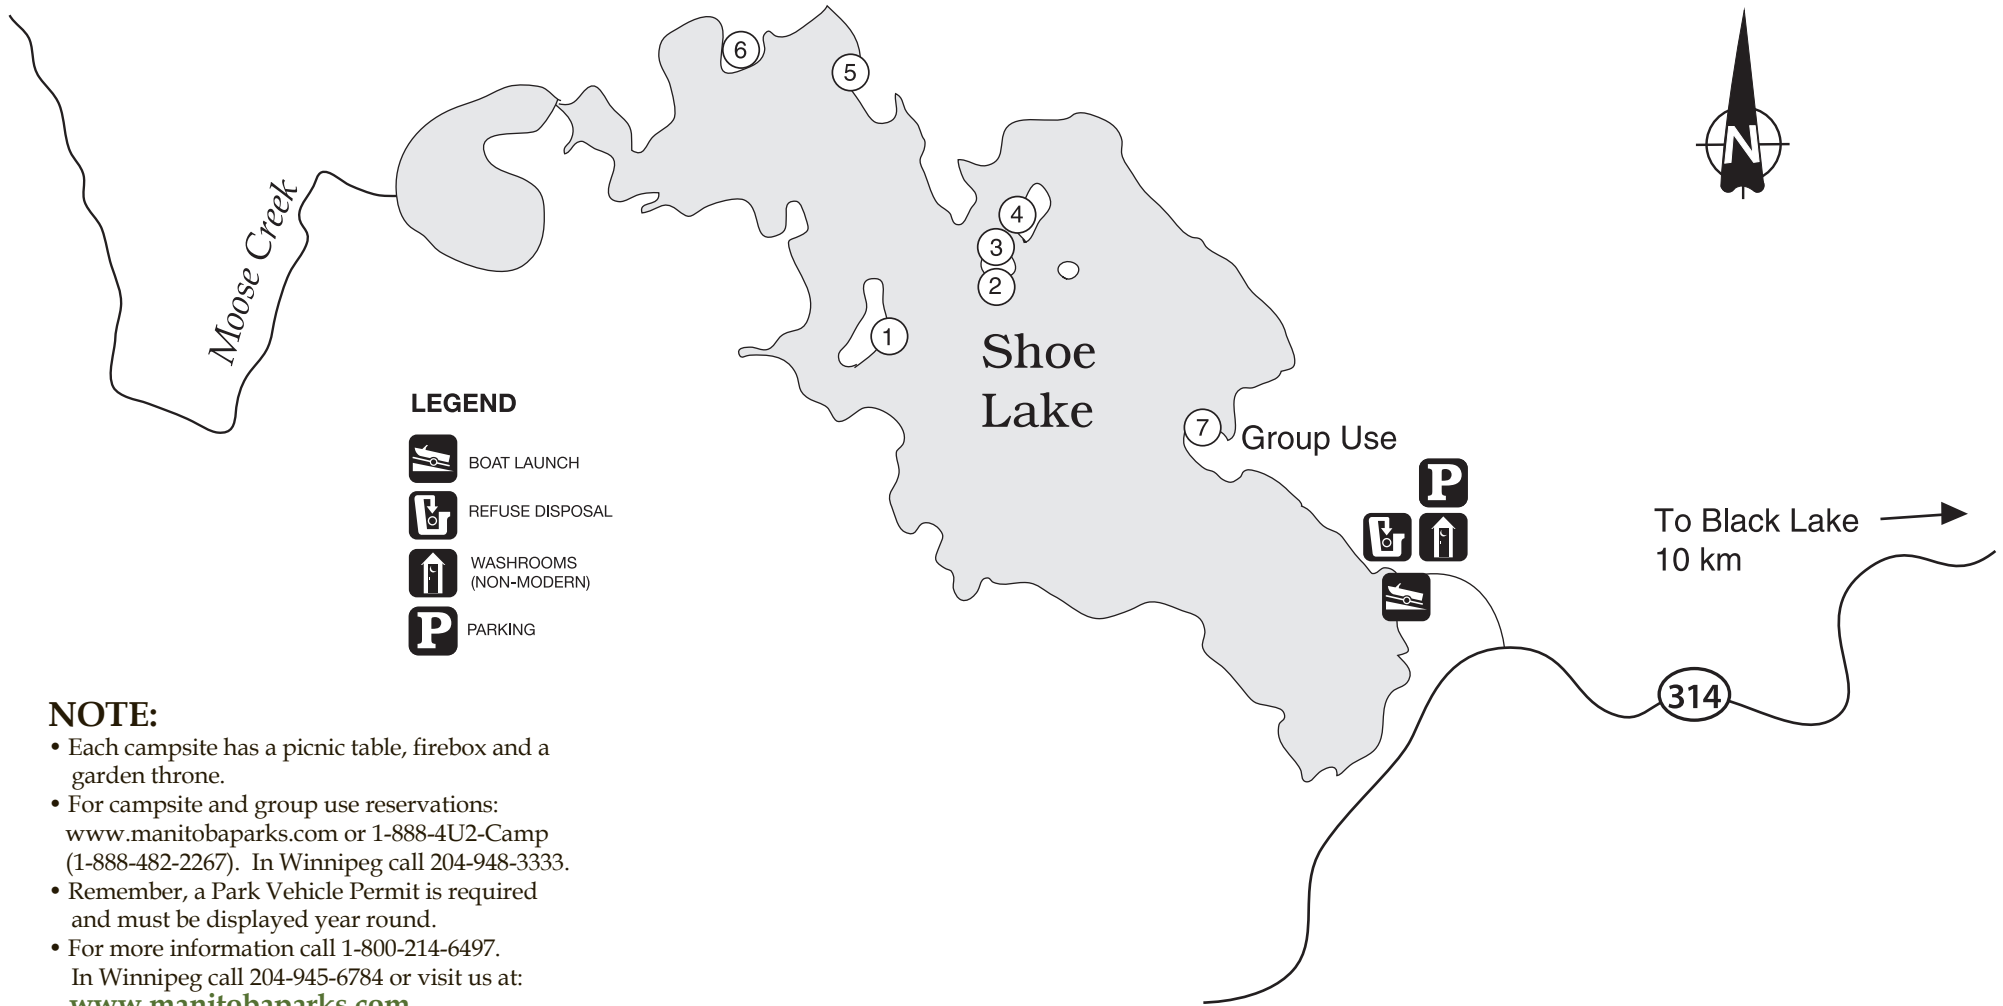 6
5
N
Moose Creek
4
3
2
1
Shoe
Lake
LEGEND
7
Group Use
BOAT LAUNCH
P
REFUSE DISPOSAL
To Black Lake
10 km
WASHROOMS
(NON-MODERN)
P
PARKING
314
NOTE:
• Each campsite has a picnic table, firebox and a
garden throne.
• For campsite and group use reservations:
www.manitobaparks.com or 1-888-4U2-Camp
(1-888-482-2267). In Winnipeg call 204-948-3333.
• Remember, a Park Vehicle Permit is required
and must be displayed year round.
• For more information call 1-800-214-6497.
In Winnipeg call 204-945-6784 or visit us at:
www.manitobaparks.com